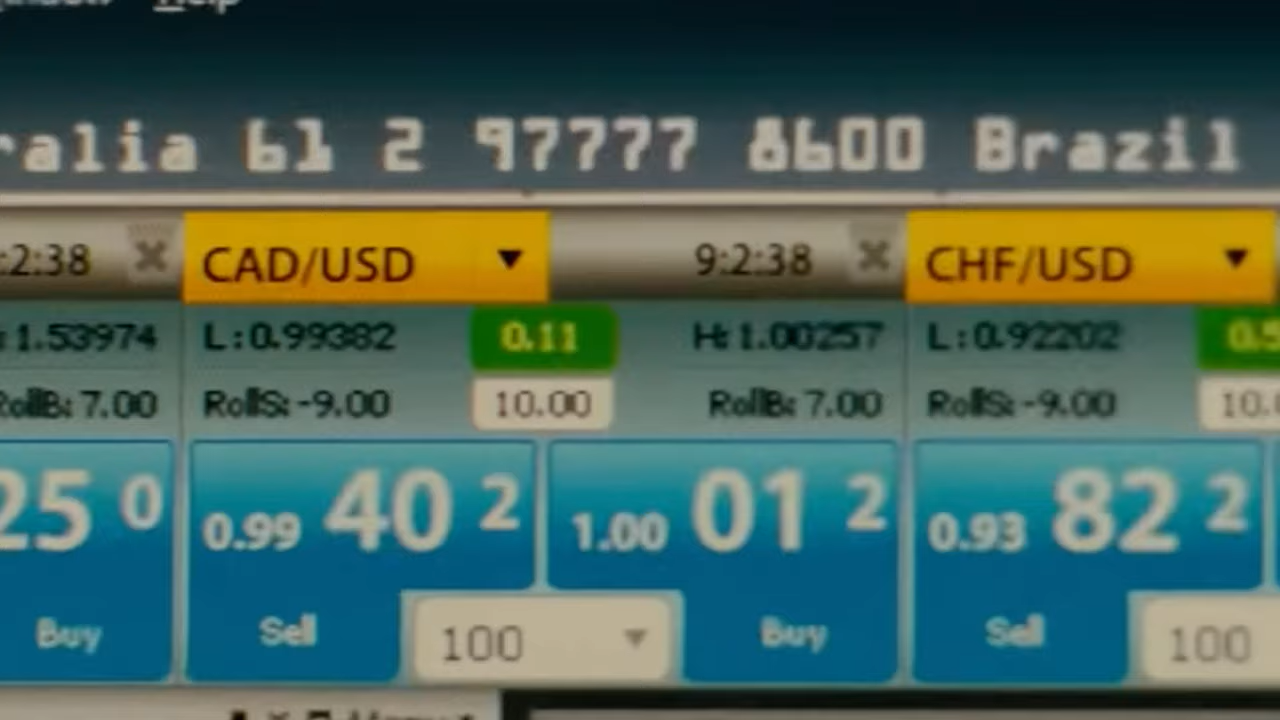 Help
ralia 61 2 97777 8600 Brazil
:2:38 CAD/USD 9:2:38 CHF/USD
:1.53974 L:0.99382 0.11 H:1.00257 L:0.92202
RollB: 7.00 RollS: -9.00 10.00 RollB: 7.00 RollS: -9.00
25 0 0.99 40 2 1.00 01 2 0.93 82 2
Buy Sell 100 Buy Sell 100